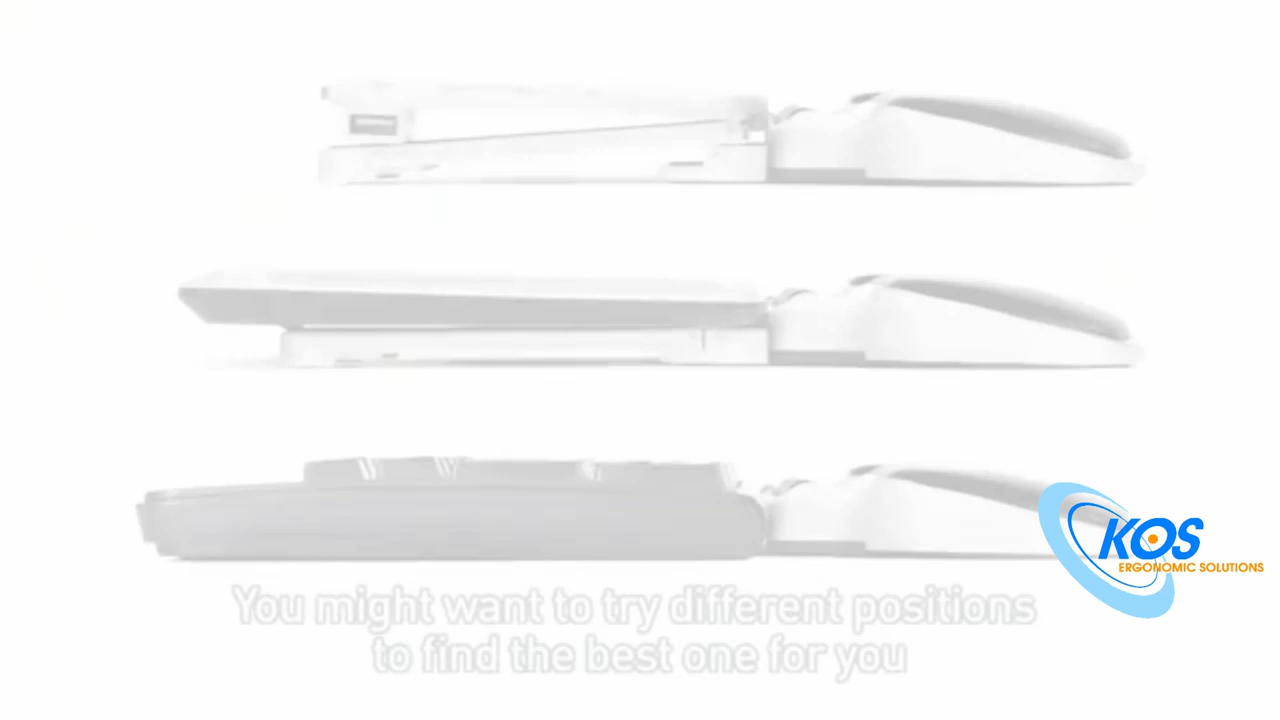 KOS
ERGONOMIC SOLUTIONS
You might want to try different positions
to find the best one for you